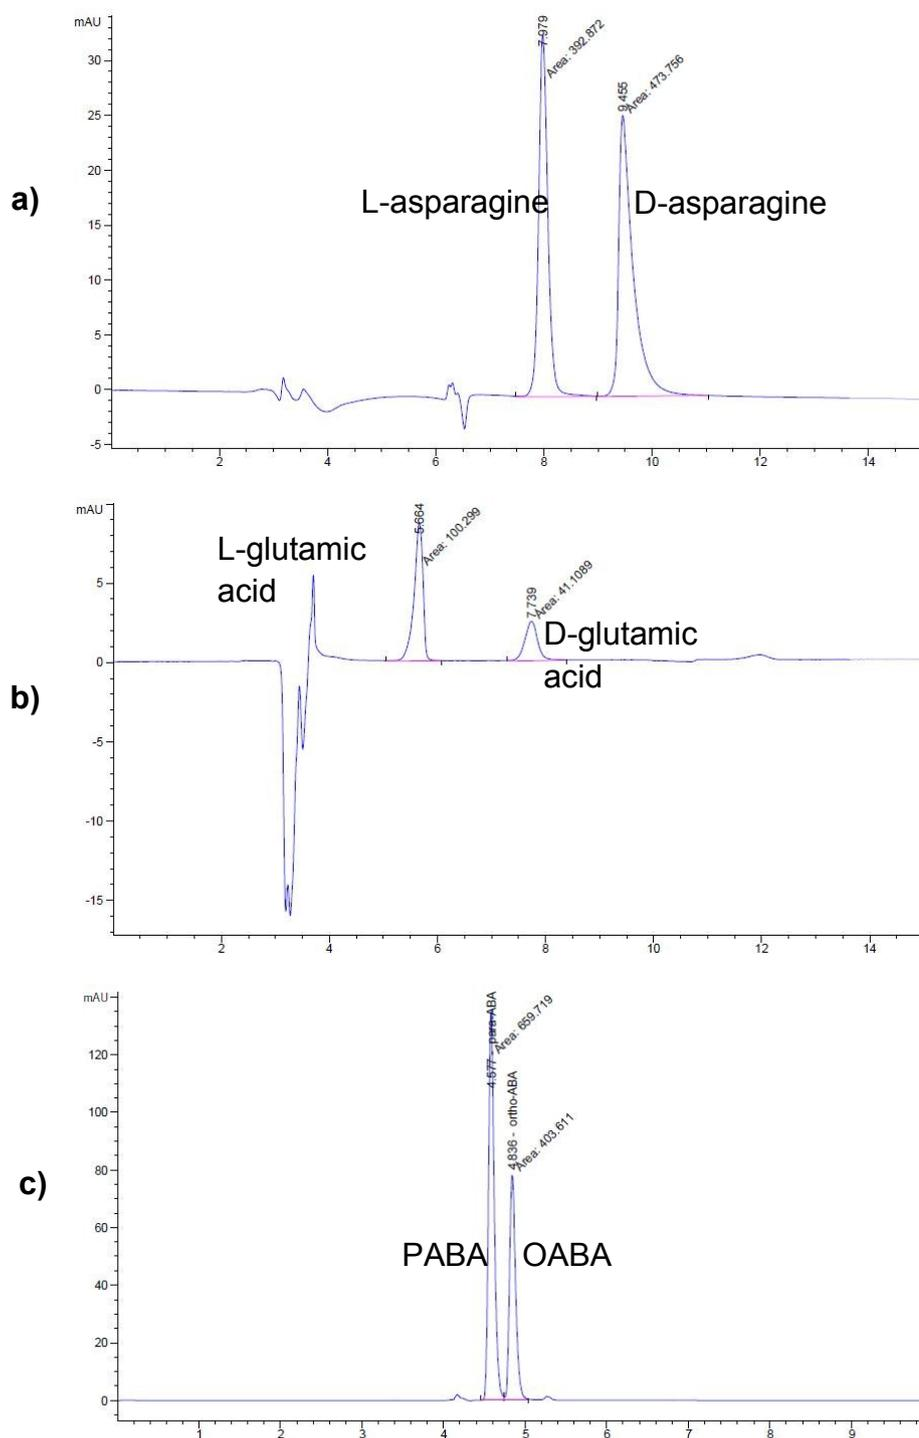 mAU
30
25
20
15
10
5
0
-5
7.979
Area: 392.872
9.455
Area: 473.756
a)
L-asparagine
D-asparagine
2 4 6 8 10 12 14
mAU
5
0
-5
-10
-15
L-glutamic
acid
5.664
Area: 100.299
7.739
Area: 41.1089
D-glutamic
acid
b)
2 4 6 8 10 12 14
mAU
120
100
80
60
40
20
0
4.577 - para-ABA
Area: 659.719
4.836 - ortho-ABA
Area: 403.611
c)
PABA
OABA
1 2 3 4 5 6 7 8 9